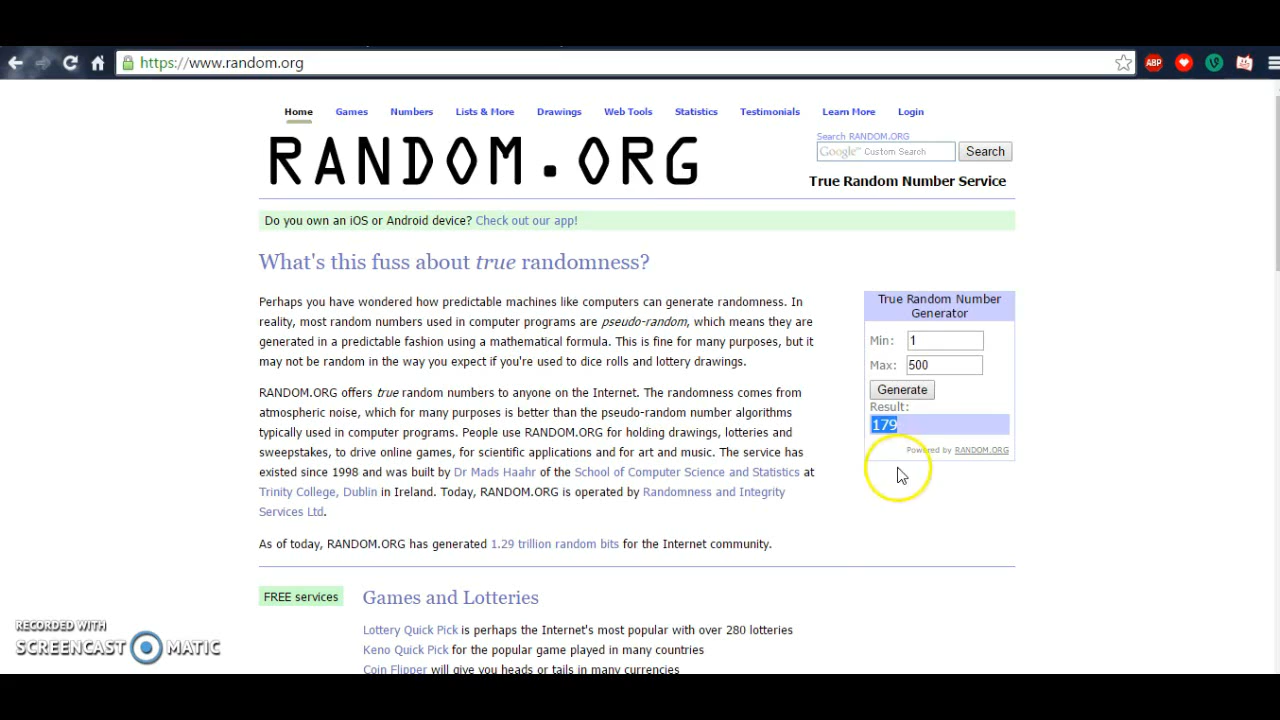 https://www.random.org
ABP
Home Games Numbers Lists & More Drawings Web Tools Statistics Testimonials Learn More Login
RANDOM.ORG
Search RANDOM.ORG
Google™ Custom Search Search
True Random Number Service
Do you own an iOS or Android device? Check out our app!
What's this fuss about true randomness?
Perhaps you have wondered how predictable machines like computers can generate randomness. In
reality, most random numbers used in computer programs are pseudo-random, which means they are
generated in a predictable fashion using a mathematical formula. This is fine for many purposes, but it
may not be random in the way you expect if you're used to dice rolls and lottery drawings.
RANDOM.ORG offers true random numbers to anyone on the Internet. The randomness comes from
atmospheric noise, which for many purposes is better than the pseudo-random number algorithms
typically used in computer programs. People use RANDOM.ORG for holding drawings, lotteries and
sweepstakes, to drive online games, for scientific applications and for art and music. The service has
existed since 1998 and was built by Dr Mads Haahr of the School of Computer Science and Statistics at
Trinity College, Dublin in Ireland. Today, RANDOM.ORG is operated by Randomness and Integrity
Services Ltd.
As of today, RANDOM.ORG has generated 1.29 trillion random bits for the Internet community.
True Random Number
Generator
Min: 1
Max: 500
Generate
Result:
179
Powered by RANDOM.ORG
FREE services
Games and Lotteries
Lottery Quick Pick is perhaps the Internet's most popular with over 280 lotteries
Keno Quick Pick for the popular game played in many countries
Coin Flipper will give you heads or tails in many currencies
RECORDED WITH
SCREENCAST MATIC